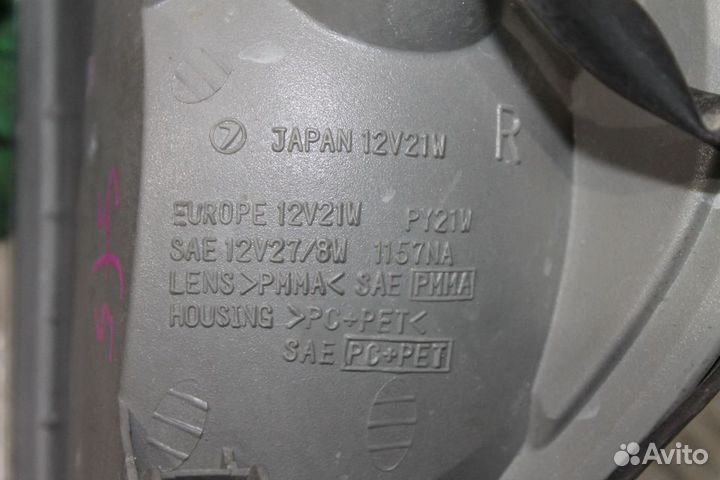 JAPAN 12V21W R
EUROPE 12V21W PY21W
SAE 12V27/8W 1157NA
LENS >PMMA< SAE PMMA
HOUSING >PC+PET<
SAE PC+PET
Avito